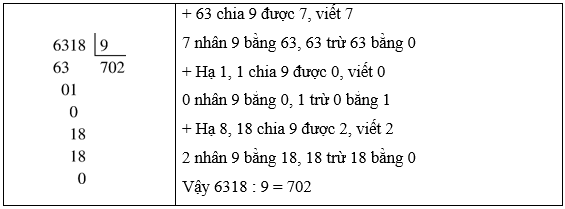 6318 9
63 702
01
0
18
18
0
+ 63 chia 9 được 7, viết 7
7 nhân 9 bằng 63, 63 trừ 63 bằng 0
+ Hạ 1, 1 chia 9 được 0, viết 0
0 nhân 9 bằng 0, 1 trừ 0 bằng 1
+ Hạ 8, 18 chia 9 được 2, viết 2
2 nhân 9 bằng 18, 18 trừ 18 bằng 0
Vậy 6318 : 9 = 702